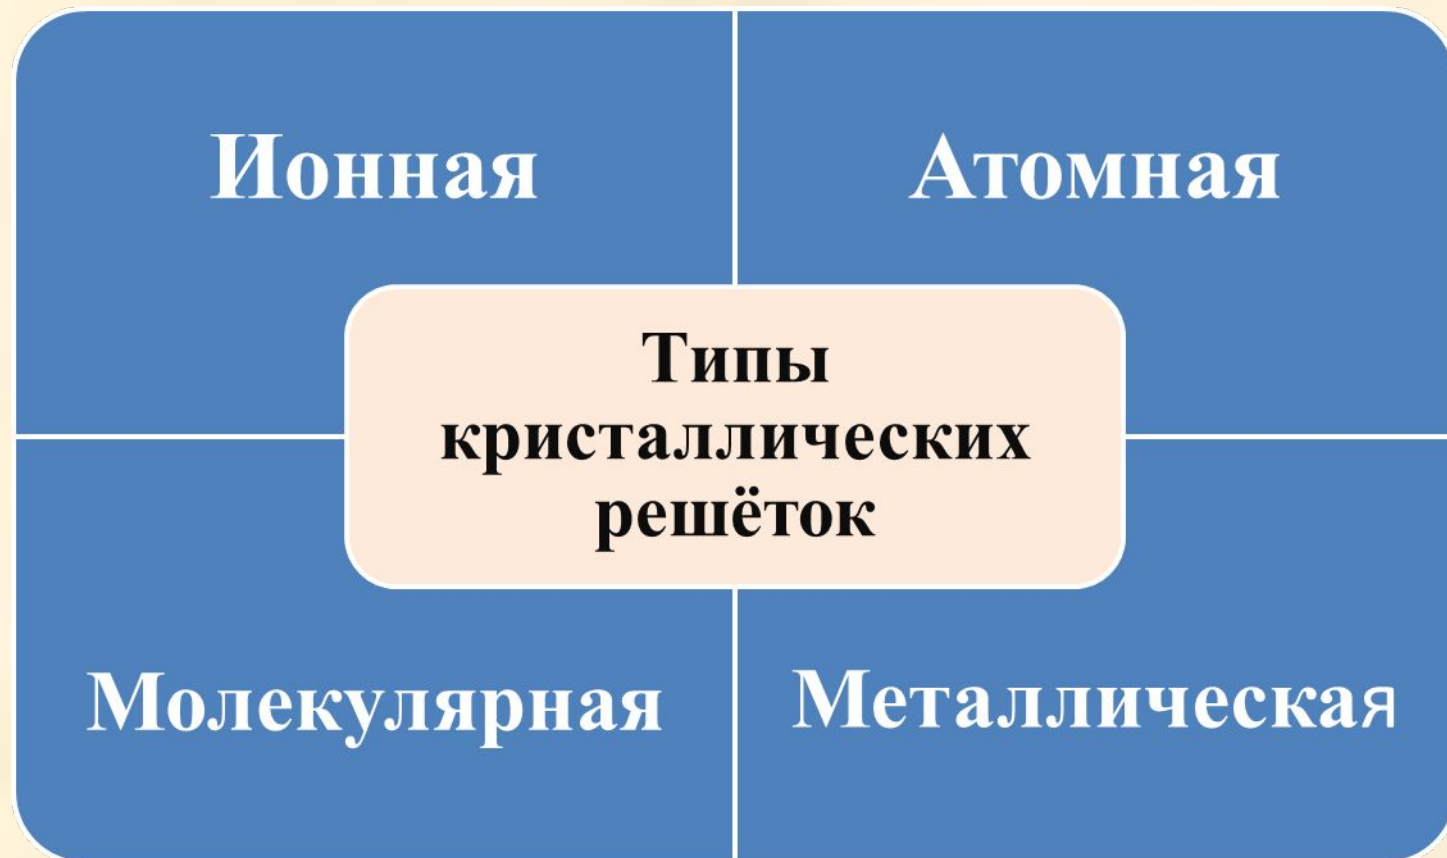 Ионная
Атомная
Типы
кристаллических
решёток
Молекулярная
Металлическая